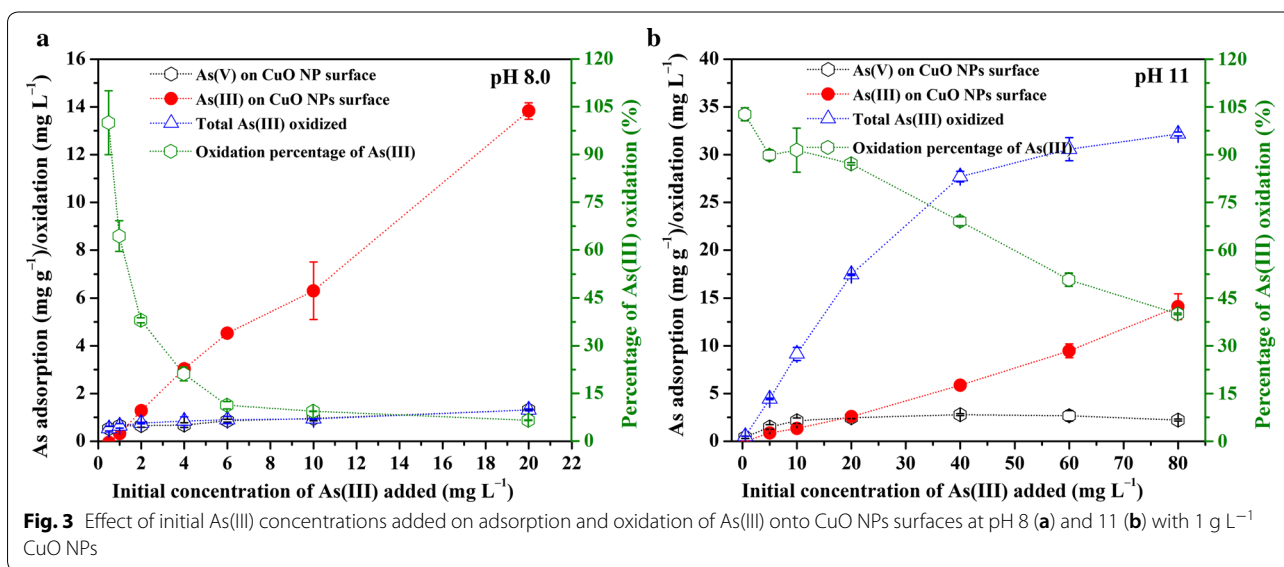 a
As adsorption (mg g⁻¹)/oxidation (mg L⁻¹)
16
14
12
10
8
6
4
2
0
As(V) on CuO NP surface
As(III) on CuO NPs surface
Total As(III) oxidized
Oxidation percentage of As(III)
pH 8.0
120
105
90
75
60
45
30
15
0
Percentage of As(III) oxidation (%)
0 2 4 6 8 10 12 14 16 18 20 22
Initial concentration of As(III) added (mg L⁻¹)
b
As adsorption (mg g⁻¹)/oxidation (mg L⁻¹)
40
35
30
25
20
15
10
5
0
As(V) on CuO NPs surface
As(III) on CuO NPs surface
Total As(III) oxidized
Oxidation percentage of As(III)
pH 11
120
105
90
75
60
45
30
15
0
Percentage of As(III) oxidation (%)
0 10 20 30 40 50 60 70 80
Initial concentration of As(III) added (mg L⁻¹)
Fig. 3 Effect of initial As(III) concentrations added on adsorption and oxidation of As(III) onto CuO NPs surfaces at pH 8 (a) and 11 (b) with 1 g L⁻¹
CuO NPs